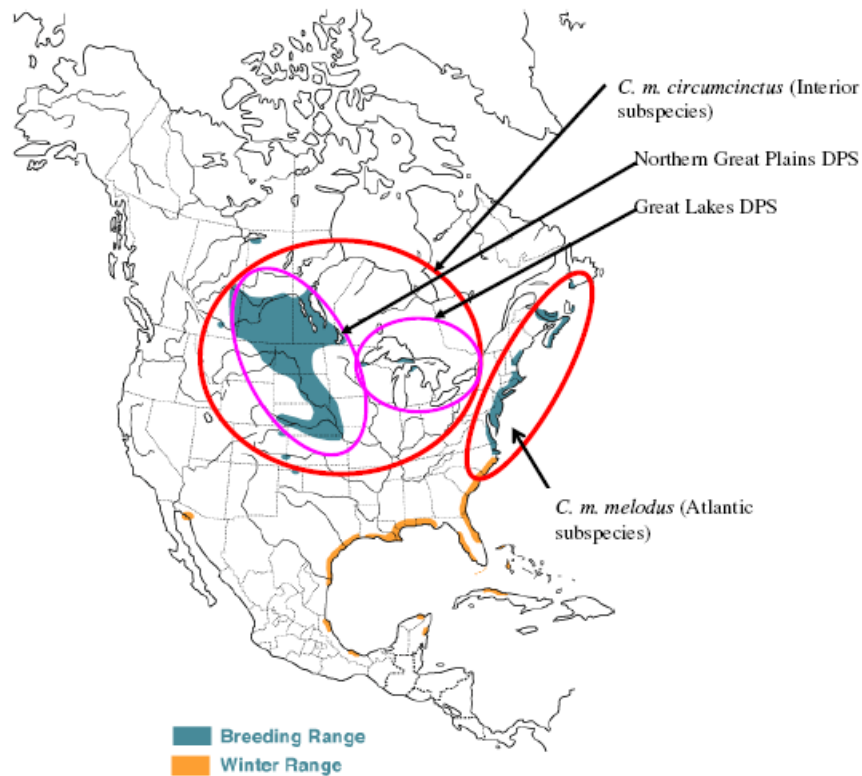 C. m. circumcinctus (Interior
subspecies)
Northern Great Plains DPS
Great Lakes DPS
C. m. melodus (Atlantic
subspecies)
Breeding Range
Winter Range